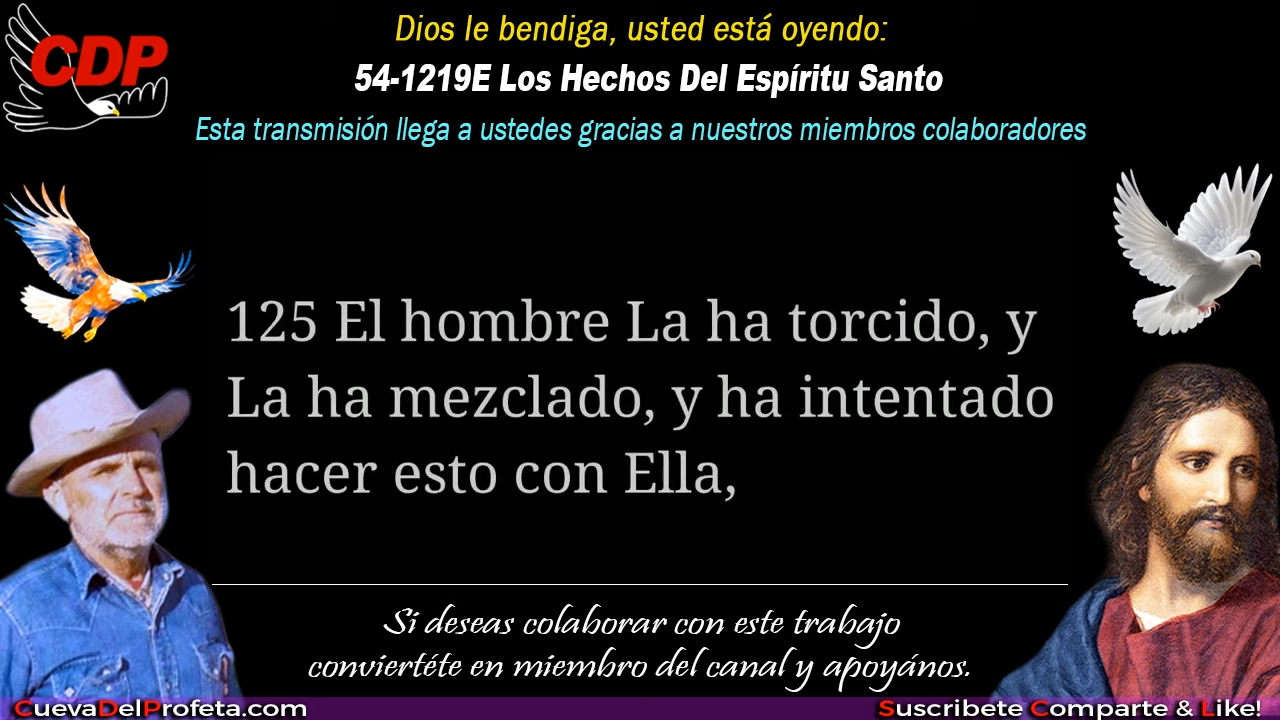 CDP
Dios le bendiga, usted está oyendo:
54-1219E Los Hechos Del Espíritu Santo
Esta transmisión llega a ustedes gracias a nuestros miembros colaboradores
125 El hombre La ha torcido, y
La ha mezclado, y ha intentado
hacer esto con Ella,
Si deseas colaborar con este trabajo
conviertéte en miembro del canal y apoyános.
CuevaDelProfeta.com
Suscribete Comparte & Like!